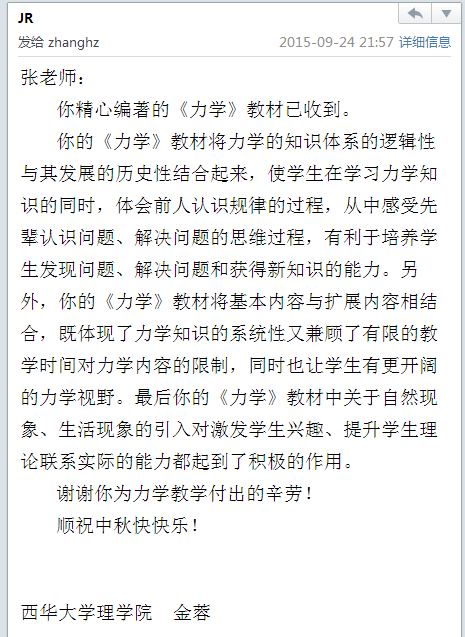 JR
发给 zhanghz 2015-09-24 21:57 详细信息
张老师：
你精心编著的《力学》教材已收到。
你的《力学》教材将力学的知识体系的逻辑性
与其发展的历史性结合起来，使学生在学习力学知
识的同时，体会前人认识规律的过程，从中感受先
辈认识问题、解决问题的思维过程，有利于培养学
生发现问题、解决问题和获得新知识的能力。另
外，你的《力学》教材将基本内容与扩展内容相结
合，既体现了力学知识的系统性又兼顾了有限的教
学时间对力学内容的限制，同时也让学生有更开阔
的力学视野。最后你的《力学》教材中关于自然现
象、生活现象的引入对激发学生兴趣、提升学生理
论联系实际的能力都起到了积极的作用。
谢谢你为力学教学付出的辛劳！
顺祝中秋快快乐！
西华大学理学院 金蓉